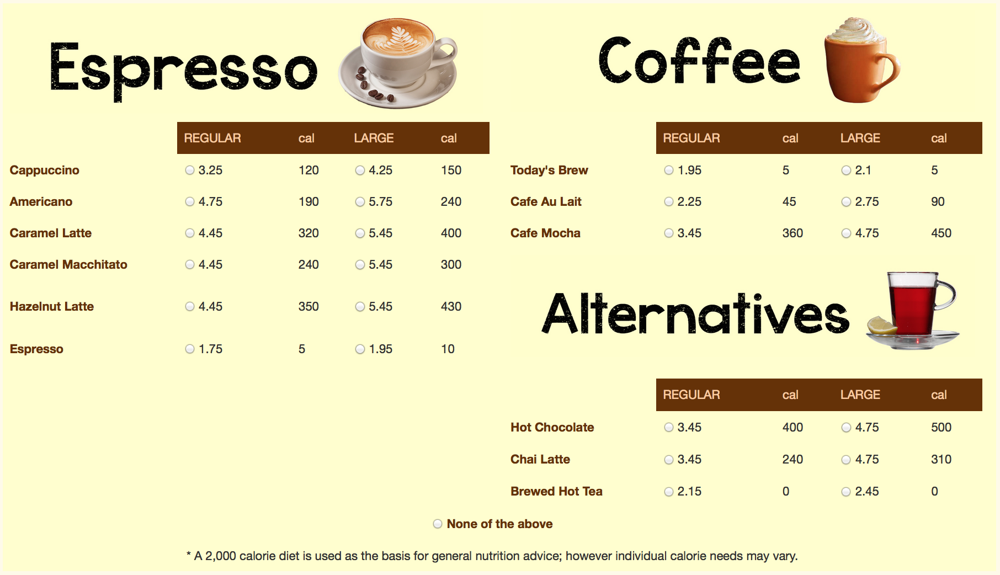 Espresso
REGULAR cal LARGE cal
Cappuccino 3.25 120 4.25 150
Americano 4.75 190 5.75 240
Caramel Latte 4.45 320 5.45 400
Caramel Macchitato 4.45 240 5.45 300
Hazelnut Latte 4.45 350 5.45 430
Espresso 1.75 5 1.95 10
Coffee
REGULAR cal LARGE cal
Today's Brew 1.95 5 2.1 5
Cafe Au Lait 2.25 45 2.75 90
Cafe Mocha 3.45 360 4.75 450
Alternatives
REGULAR cal LARGE cal
Hot Chocolate 3.45 400 4.75 500
Chai Latte 3.45 240 4.75 310
Brewed Hot Tea 2.15 0 2.45 0
None of the above
* A 2,000 calorie diet is used as the basis for general nutrition advice; however individual calorie needs may vary.